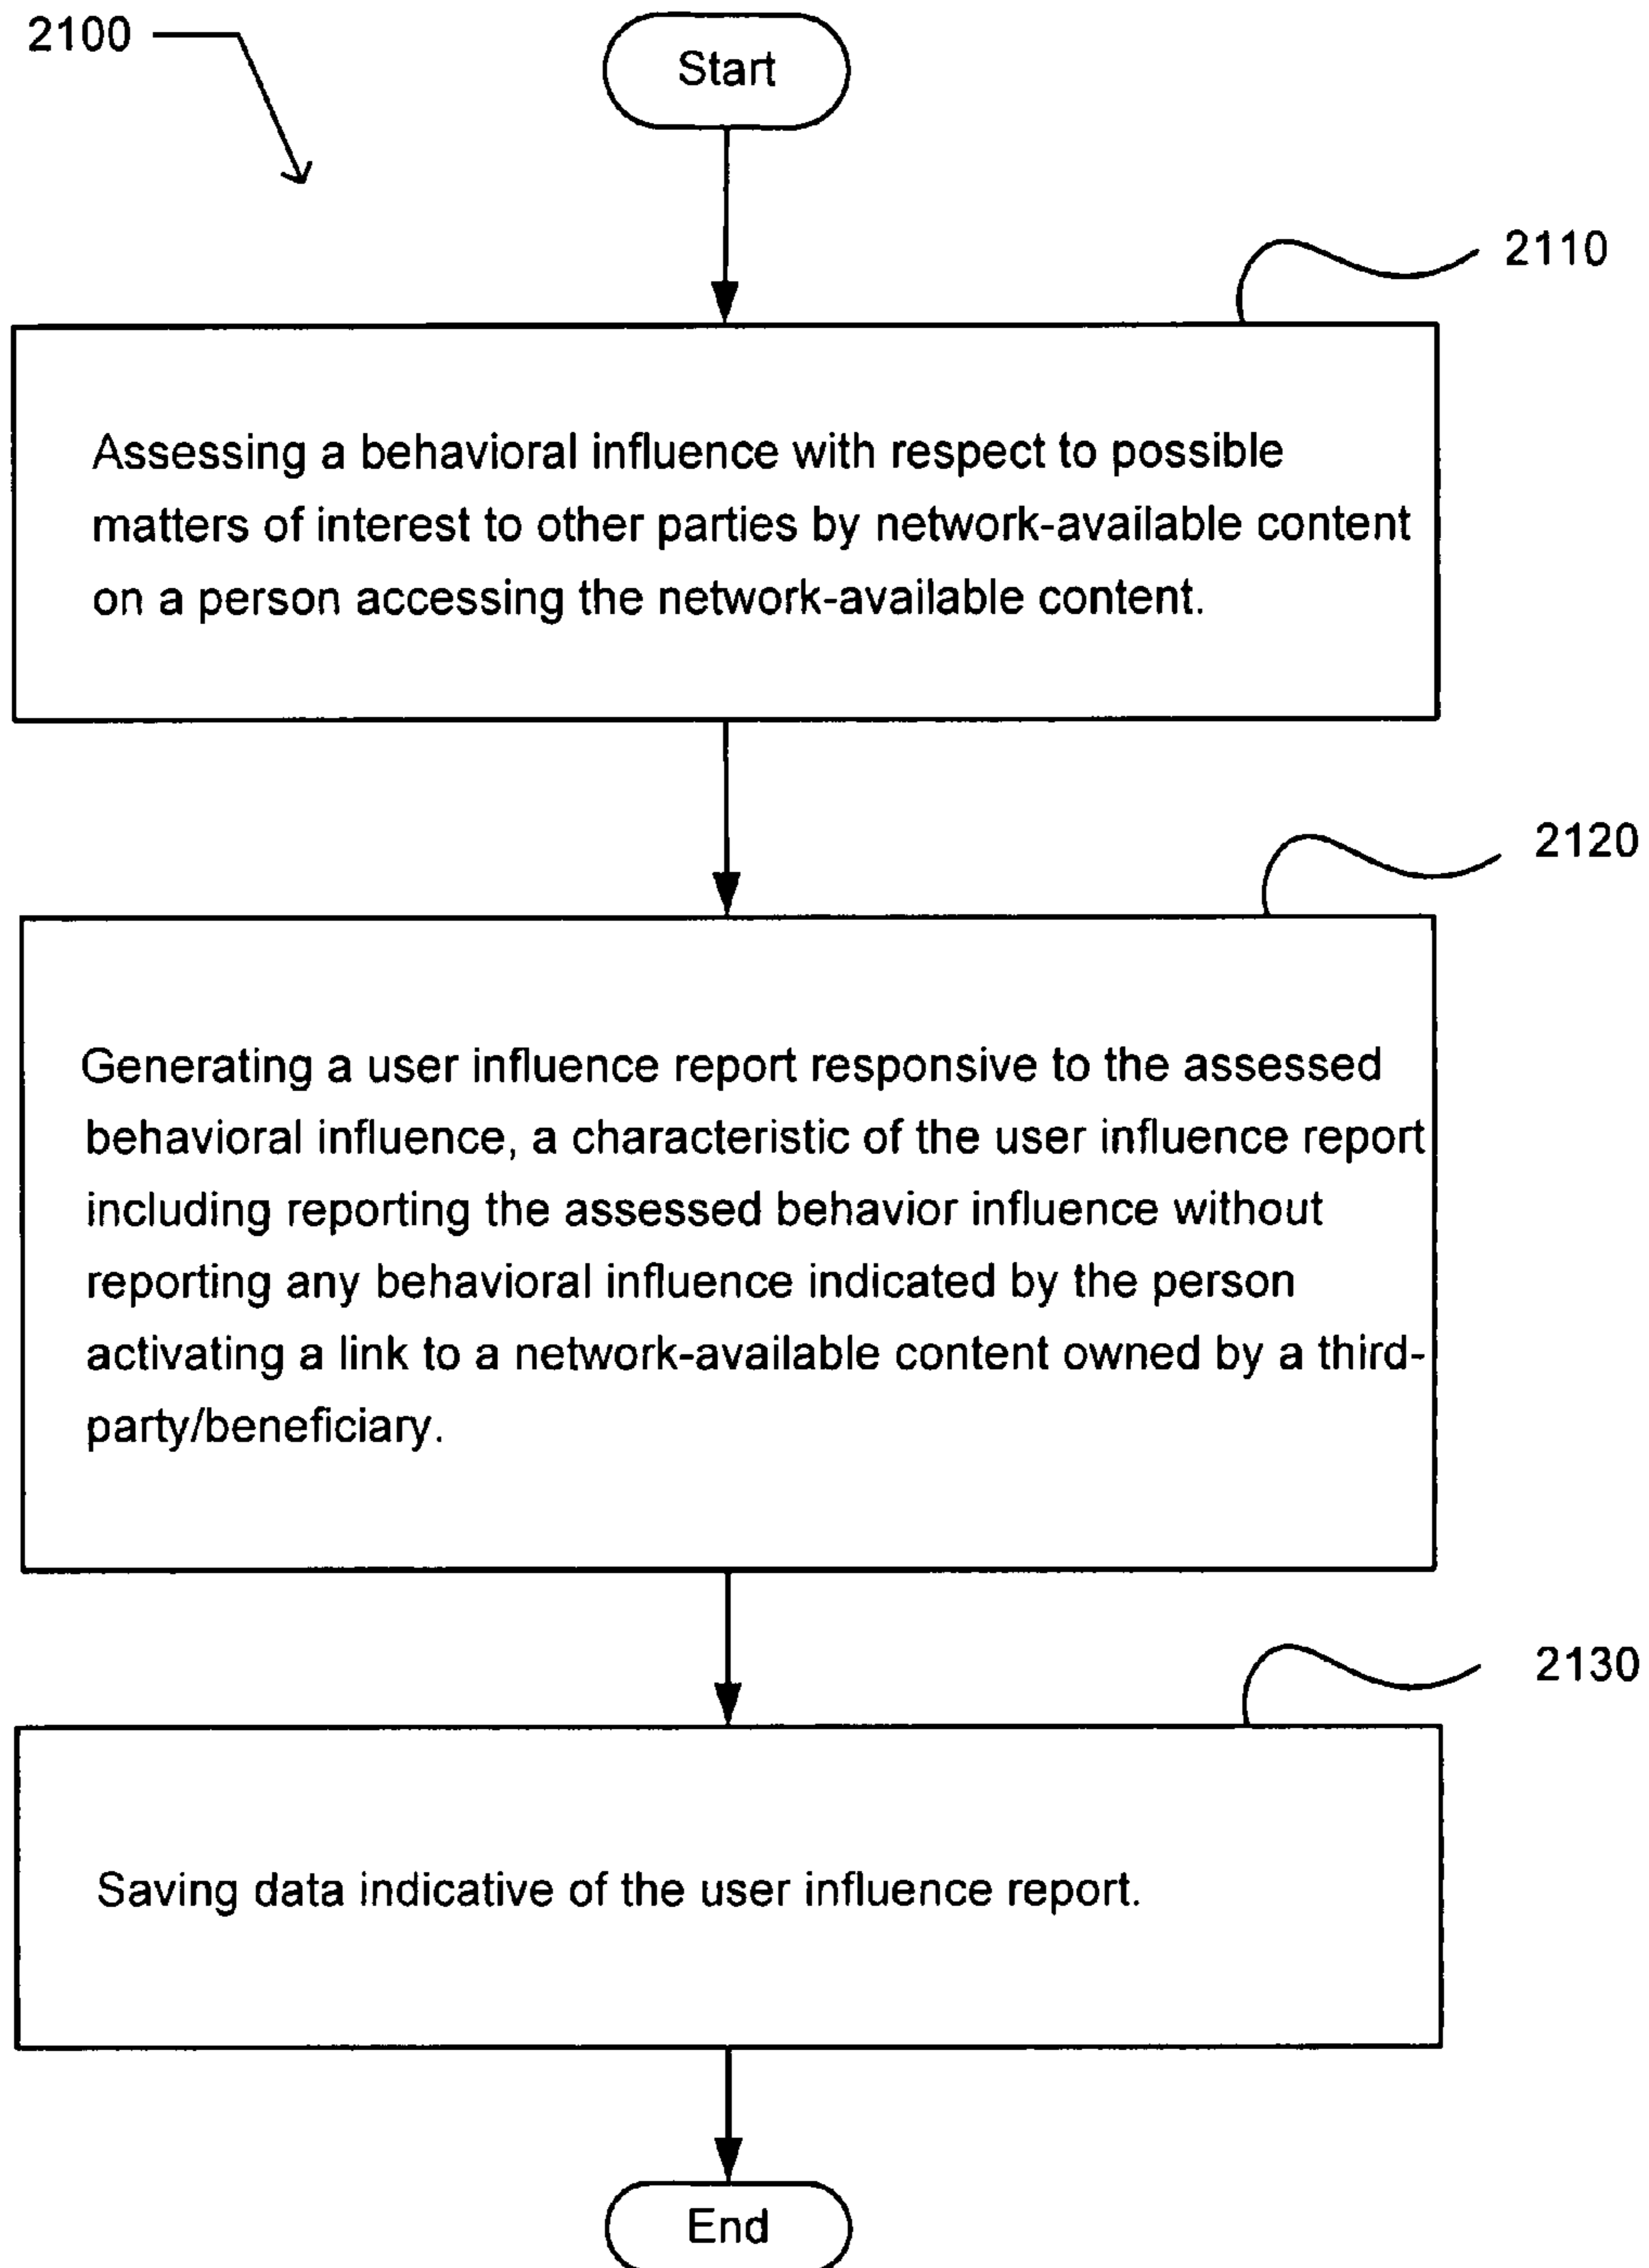 2100
Start
2110
Assessing a behavioral influence with respect to possible
matters of interest to other parties by network-available content
on a person accessing the network-available content.
2120
Generating a user influence report responsive to the assessed
behavioral influence, a characteristic of the user influence report
including reporting the assessed behavior influence without
reporting any behavioral influence indicated by the person
activating a link to a network-available content owned by a third-
party/beneficiary.
2130
Saving data indicative of the user influence report.
End